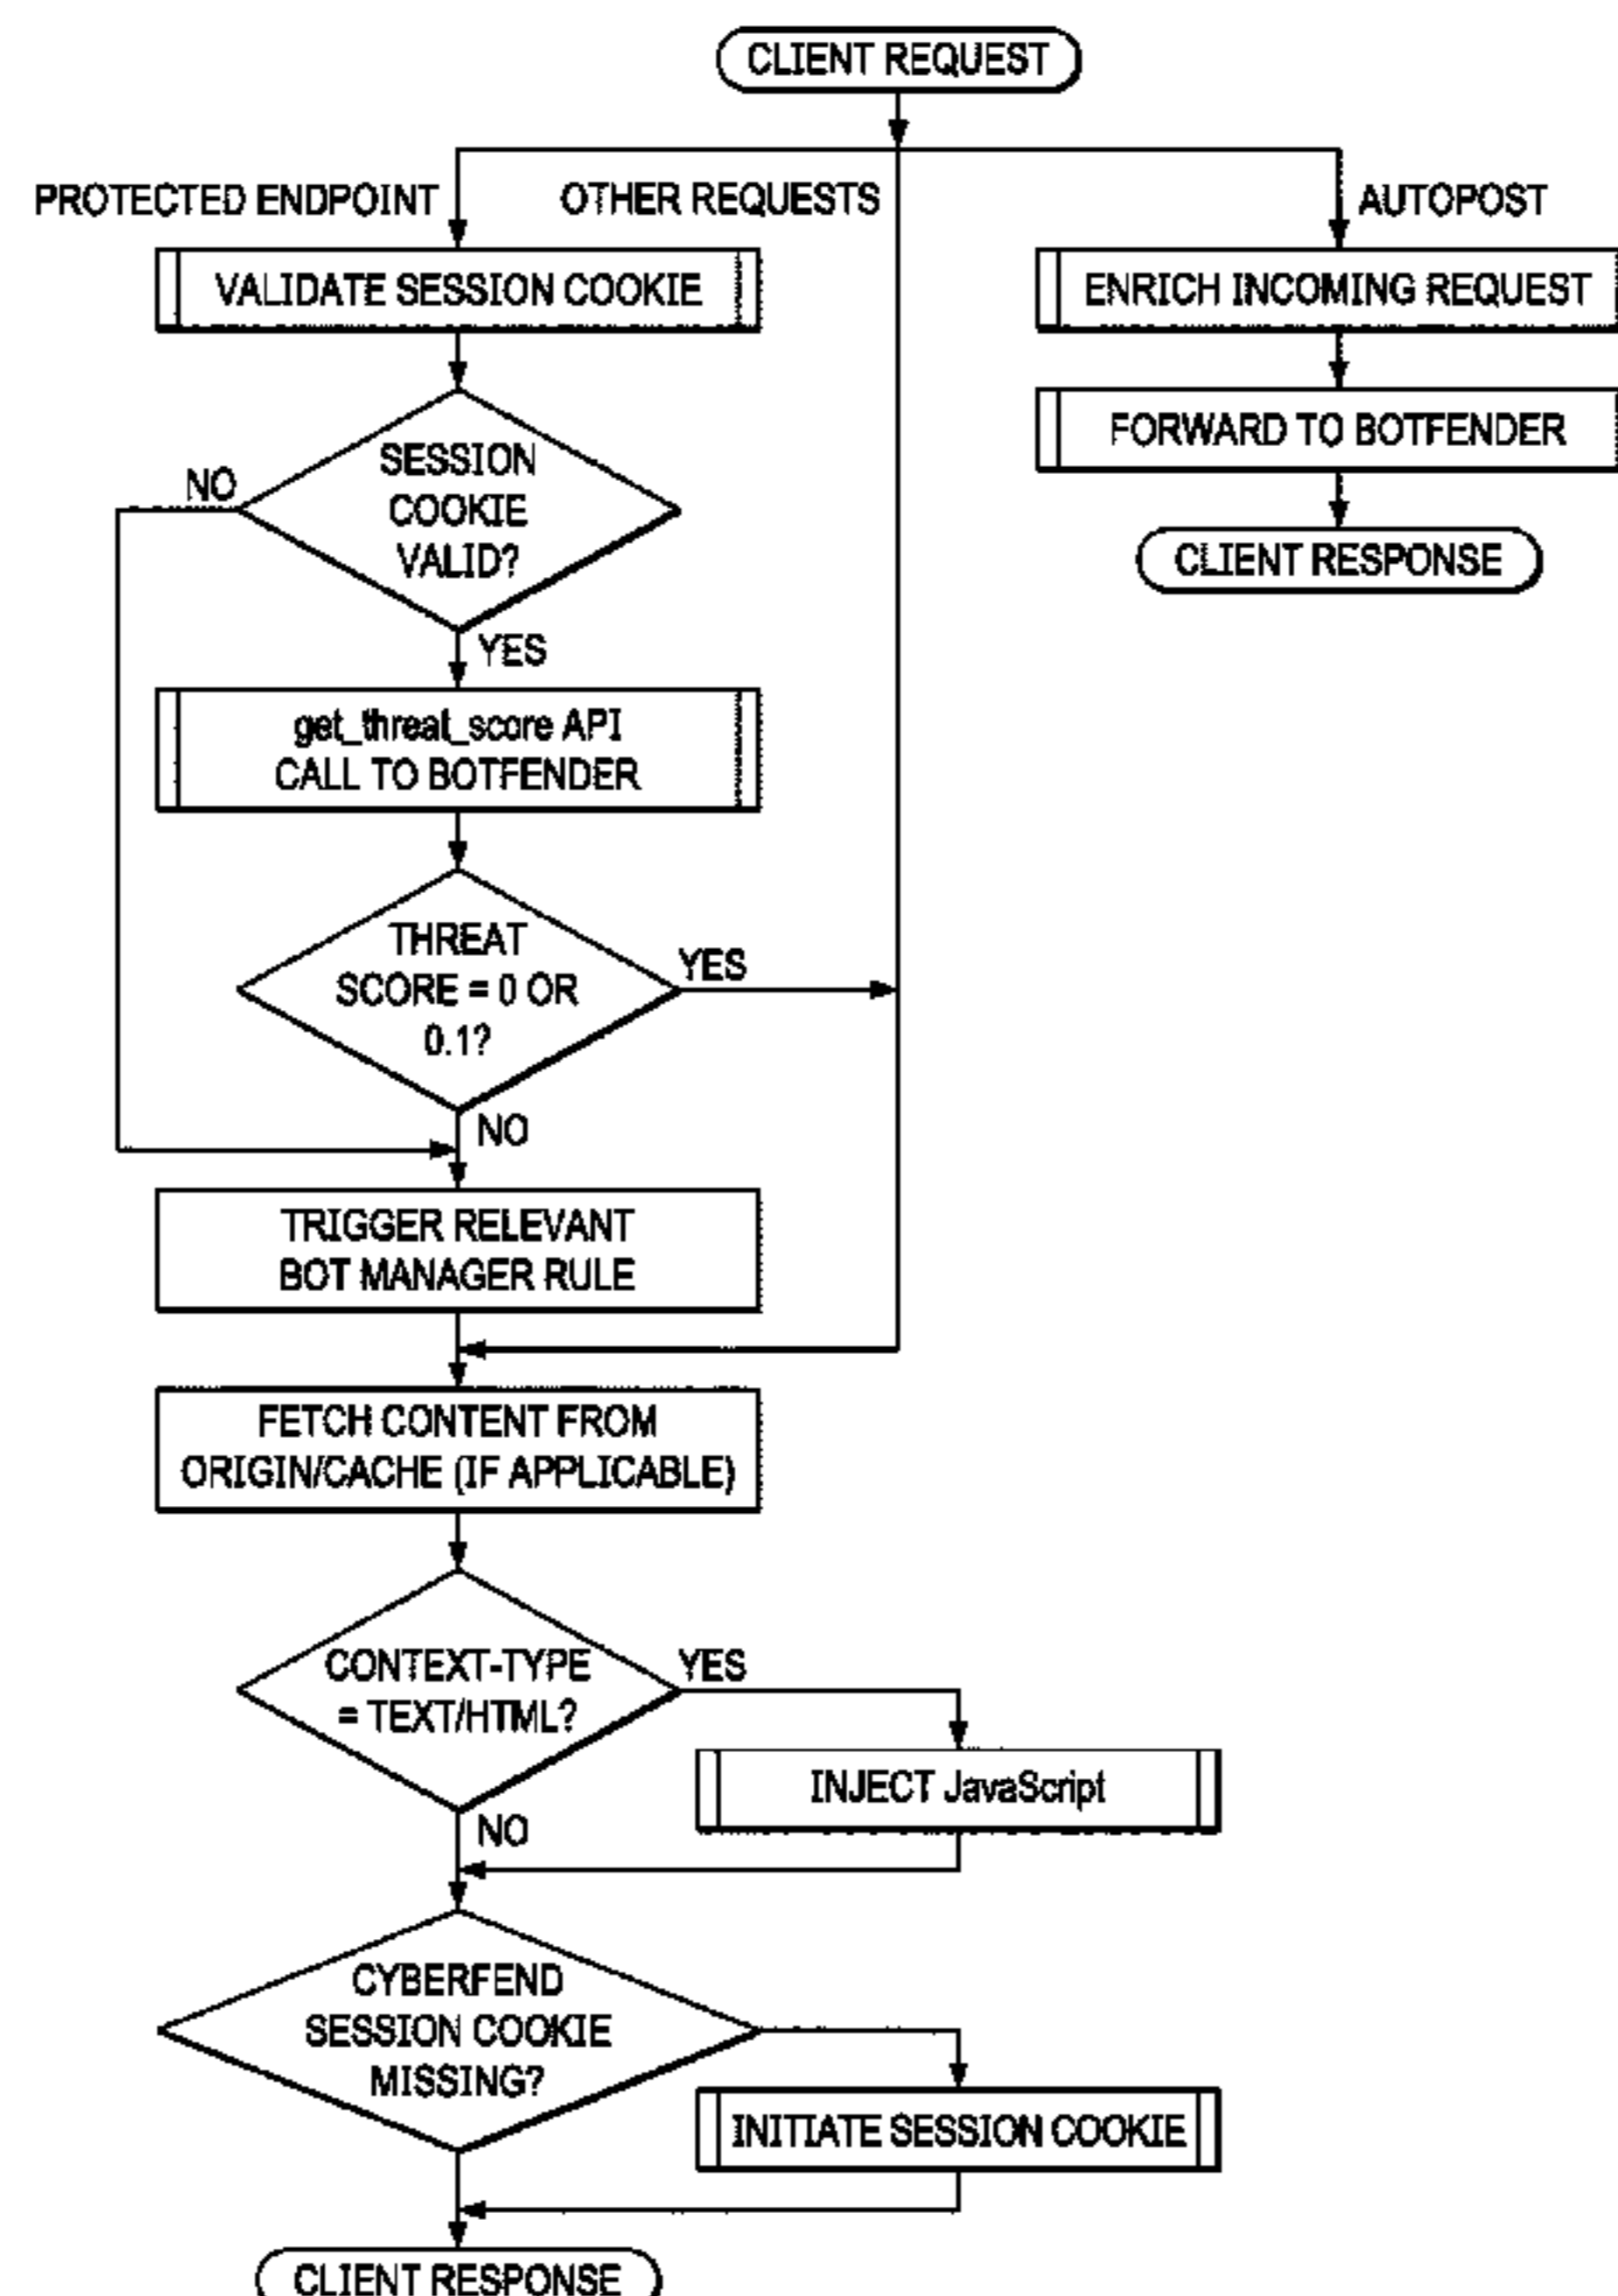 CLIENT REQUEST
PROTECTED ENDPOINT
OTHER REQUESTS
AUTOPOST
VALIDATE SESSION COOKIE
ENRICH INCOMING REQUEST
FORWARD TO BOTFENDER
CLIENT RESPONSE
SESSION
COOKIE
VALID?
NO
YES
get_threat_score API
CALL TO BOTFENDER
THREAT
SCORE = 0 OR
0.1?
YES
NO
TRIGGER RELEVANT
BOT MANAGER RULE
FETCH CONTENT FROM
ORIGIN/CACHE (IF APPLICABLE)
CONTEXT-TYPE
= TEXT/HTML?
YES
INJECT JavaScript
NO
CYBERFEND
SESSION COOKIE
MISSING?
INITIATE SESSION COOKIE
CLIENT RESPONSE